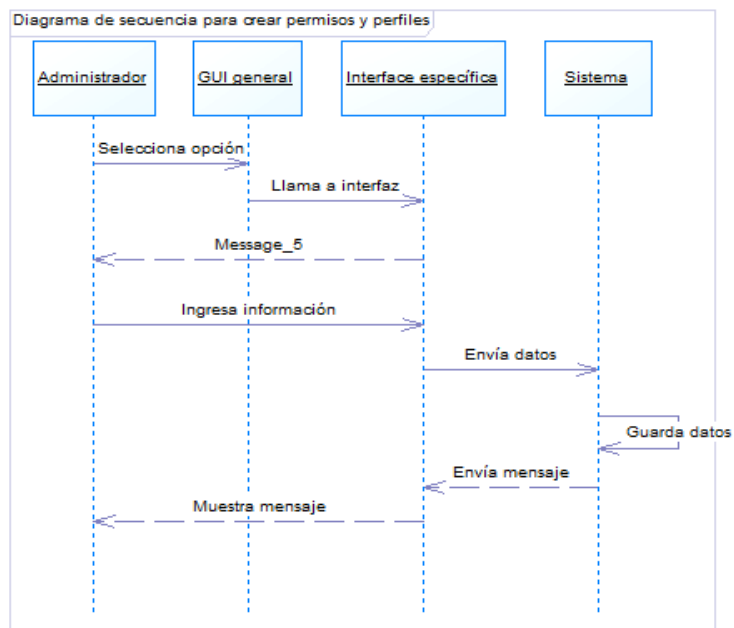 Diagrama de secuencia para crear permisos y perfiles
Administrador
GUI general
Interface específica
Sistema
Selecciona opción
Llama a interfaz
Message_5
Ingresa información
Envía datos
Guarda datos
Envía mensaje
Muestra mensaje